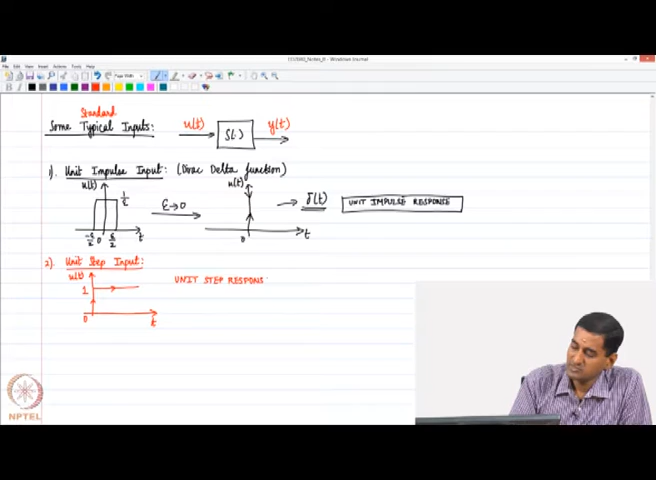 Standard
Some Typical Inputs: u(t) S(.) y(t)
1). Unit Impulse Input: (Dirac Delta function)
u(t) u(t)
1/ε ε→0 δ(t) UNIT IMPULSE RESPONSE
-ε/2 0 ε/2 t 0 t
2). Unit Step Input:
u(t) UNIT STEP RESPONS
1
0 t
NPTEL